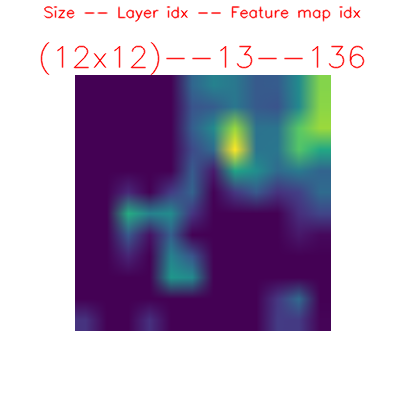 Size -- Layer idx -- Feature map idx
(12x12)--13--136